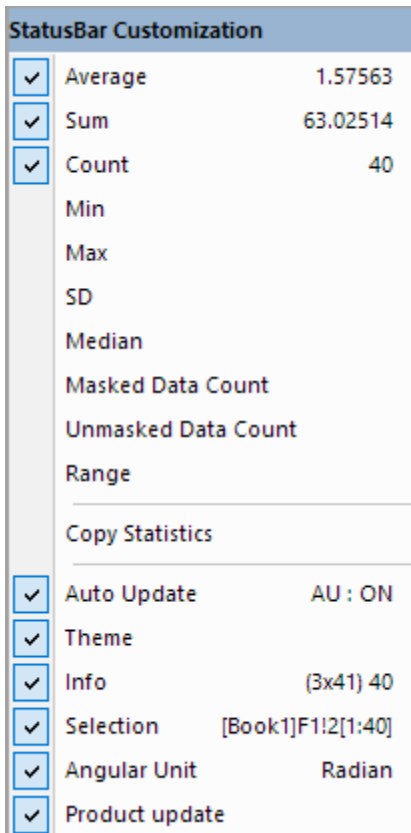 StatusBar Customization
Average 1.57563
Sum 63.02514
Count 40
Min
Max
SD
Median
Masked Data Count
Unmasked Data Count
Range
Copy Statistics
Auto Update AU : ON
Theme
Info (3x41) 40
Selection [Book1]F1!2[1:40]
Angular Unit Radian
Product update